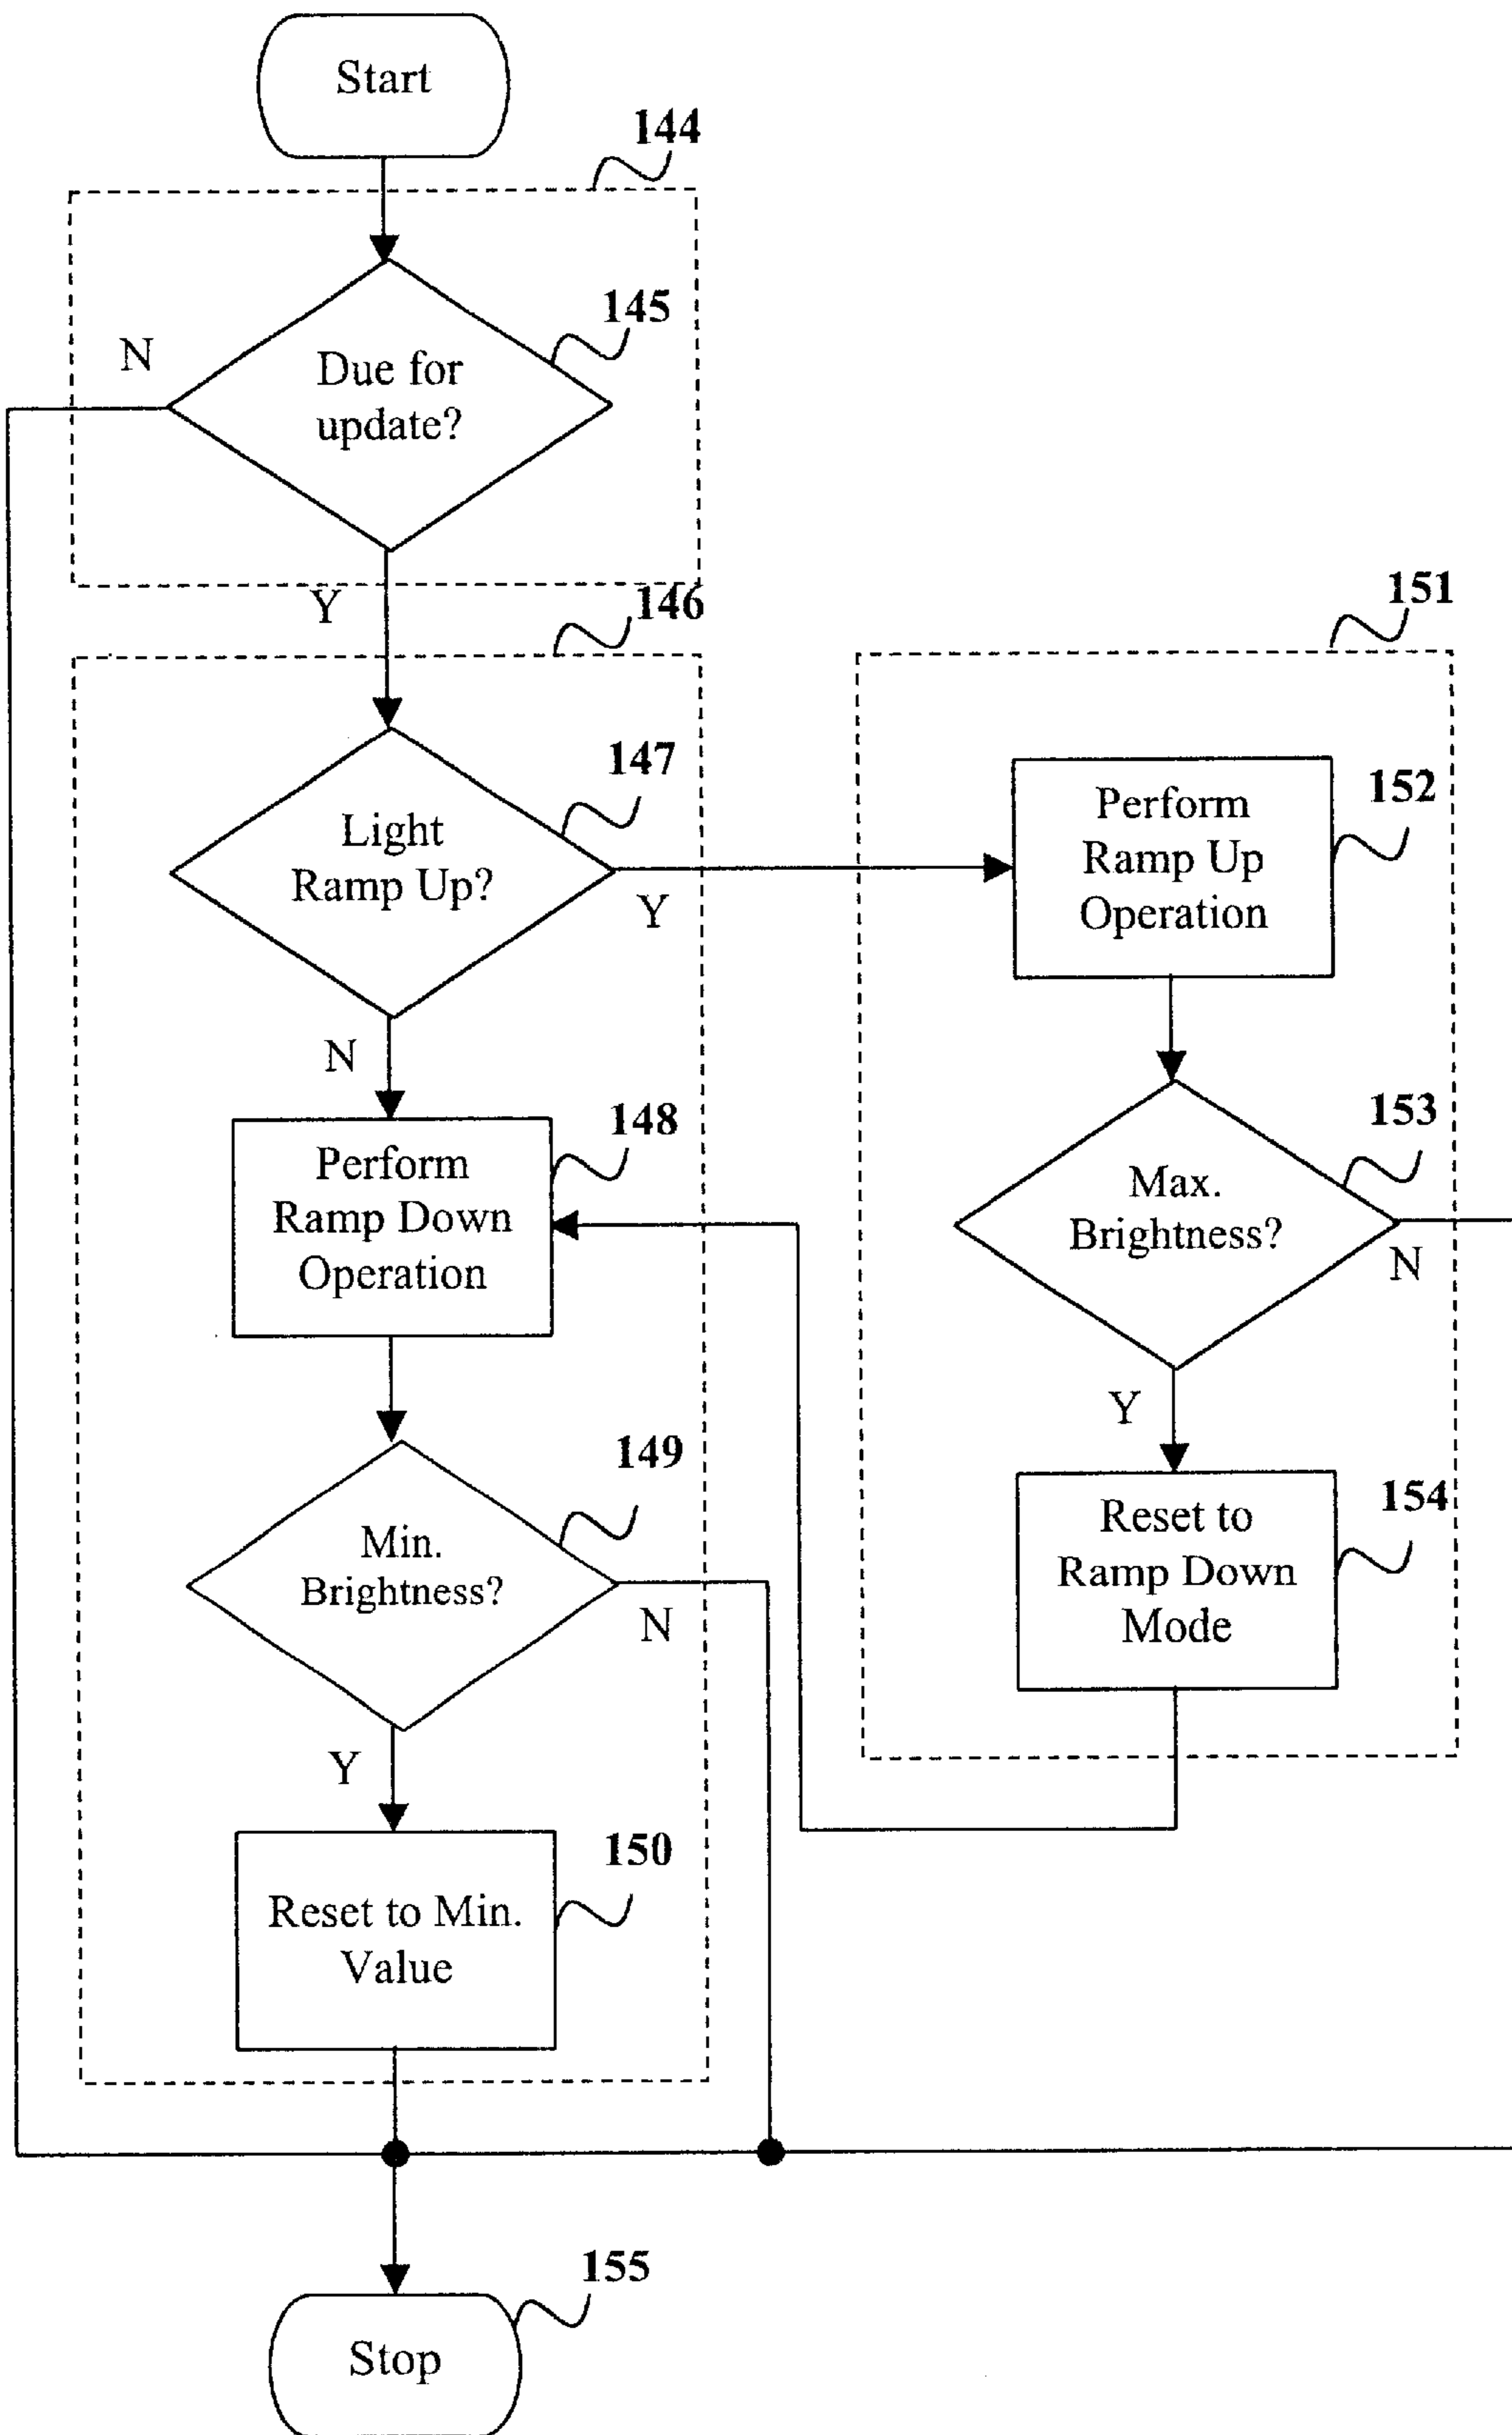 Start
144
145
N
Due for
update?
Y
146
151
147
Light
Ramp Up?
Y
152
Perform
Ramp Up
Operation
N
148
Perform
Ramp Down
Operation
153
Max.
Brightness?
N
Y
149
Min.
Brightness?
N
154
Reset to
Ramp Down
Mode
Y
150
Reset to Min.
Value
155
Stop